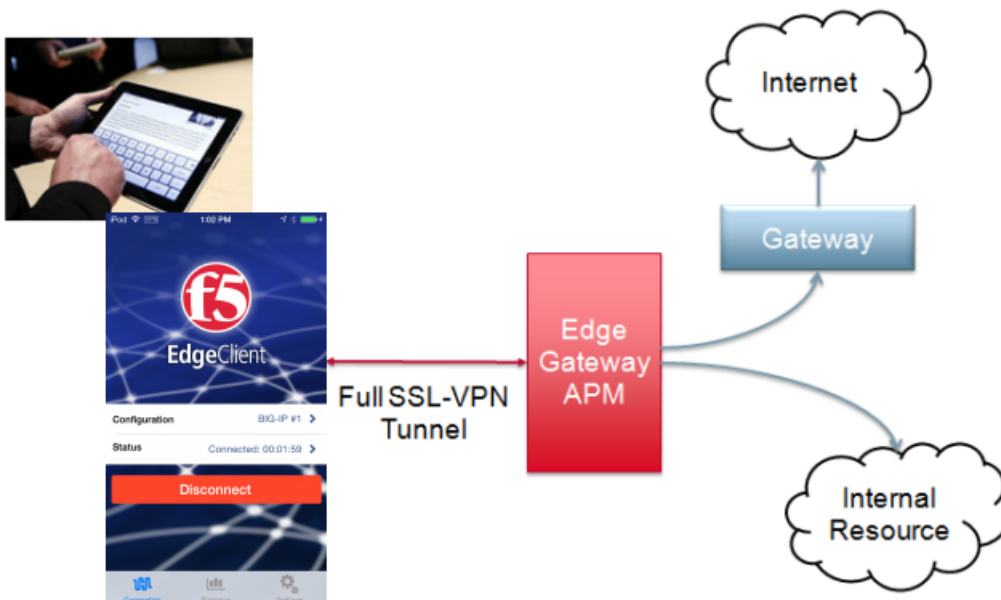 Internet
Gateway
iPod
1:02 PM
f5
EdgeClient
Configuration
BIG-IP #1
Status
Connected: 00:01:59
Disconnect
Full SSL-VPN
Tunnel
Edge
Gateway
APM
Internal
Resource